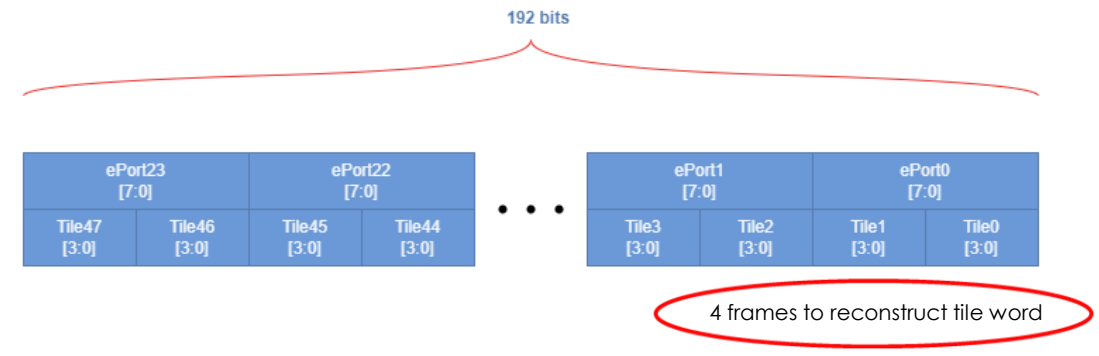 192 bits
ePort23 ePort22 ePort1 ePort0
[7:0] [7:0] [7:0] [7:0]
Tile47 Tile46 Tile45 Tile44 Tile3 Tile2 Tile1 Tile0
[3:0] [3:0] [3:0] [3:0] [3:0] [3:0] [3:0] [3:0]
4 frames to reconstruct tile word